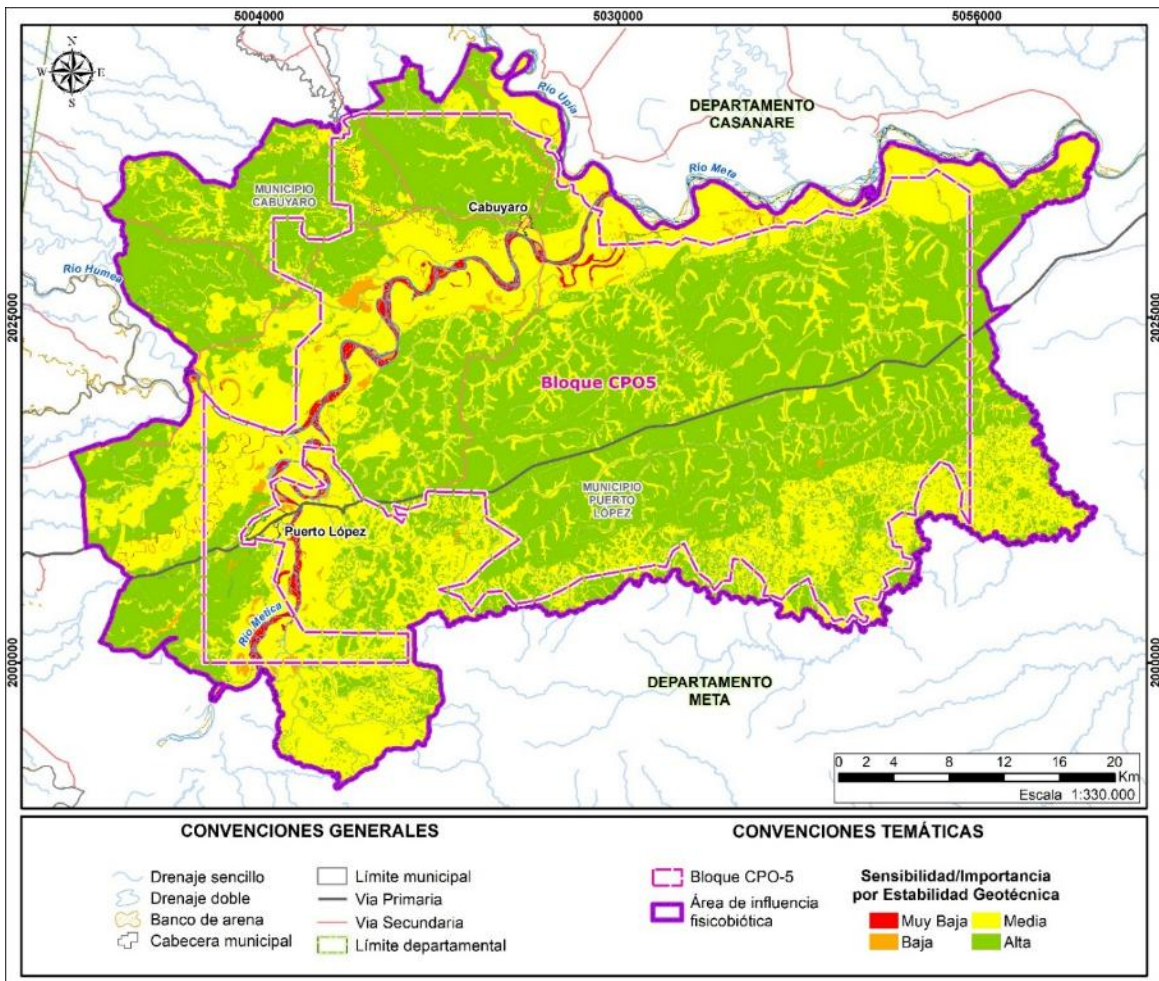 5004000
5030000
5056000
N
W
E
S
Río Upía
DEPARTAMENTO
CASANARE
Río Meta
MUNICIPIO
CABUYARO
Cabuyaro
Río Humea
2025000
2025000
Bloque CPO5
MUNICIPIO
PUERTO
LÓPEZ
Puerto López
Río Metica
2000000
2000000
DEPARTAMENTO
META
0 2 4 8 12 16 20
Km
Escala 1:330.000
CONVENCIONES GENERALES
Drenaje sencillo
Drenaje doble
Banco de arena
Cabecera municipal
Límite municipal
Via Primaria
Via Secundaria
Límite departamental
CONVENCIONES TEMÁTICAS
Bloque CPO-5
Área de influencia
fisicobiótica
Sensibilidad/Importancia
por Estabilidad Geotécnica
Muy Baja
Baja
Media
Alta